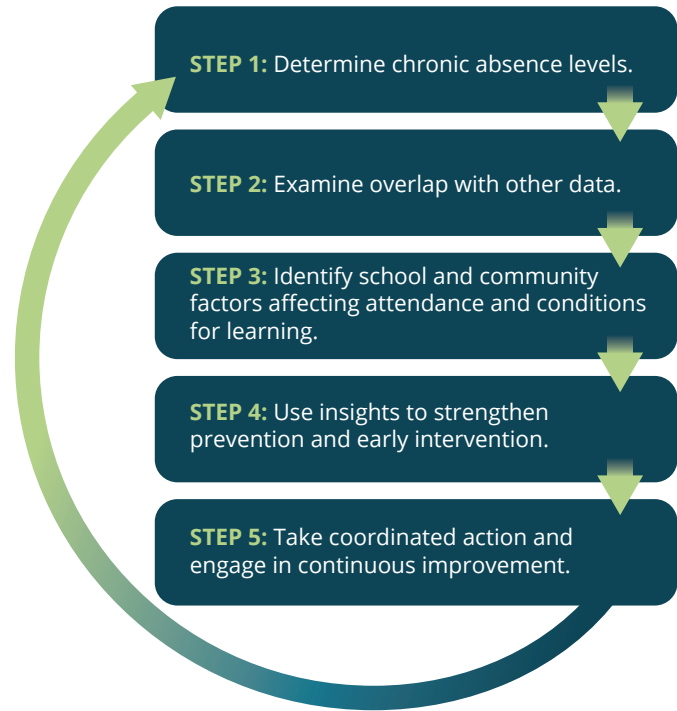 STEP 1: Determine chronic absence levels.
STEP 2: Examine overlap with other data.
STEP 3: Identify school and community
factors affecting attendance and conditions
for learning.
STEP 4: Use insights to strengthen
prevention and early intervention.
STEP 5: Take coordinated action and
engage in continuous improvement.